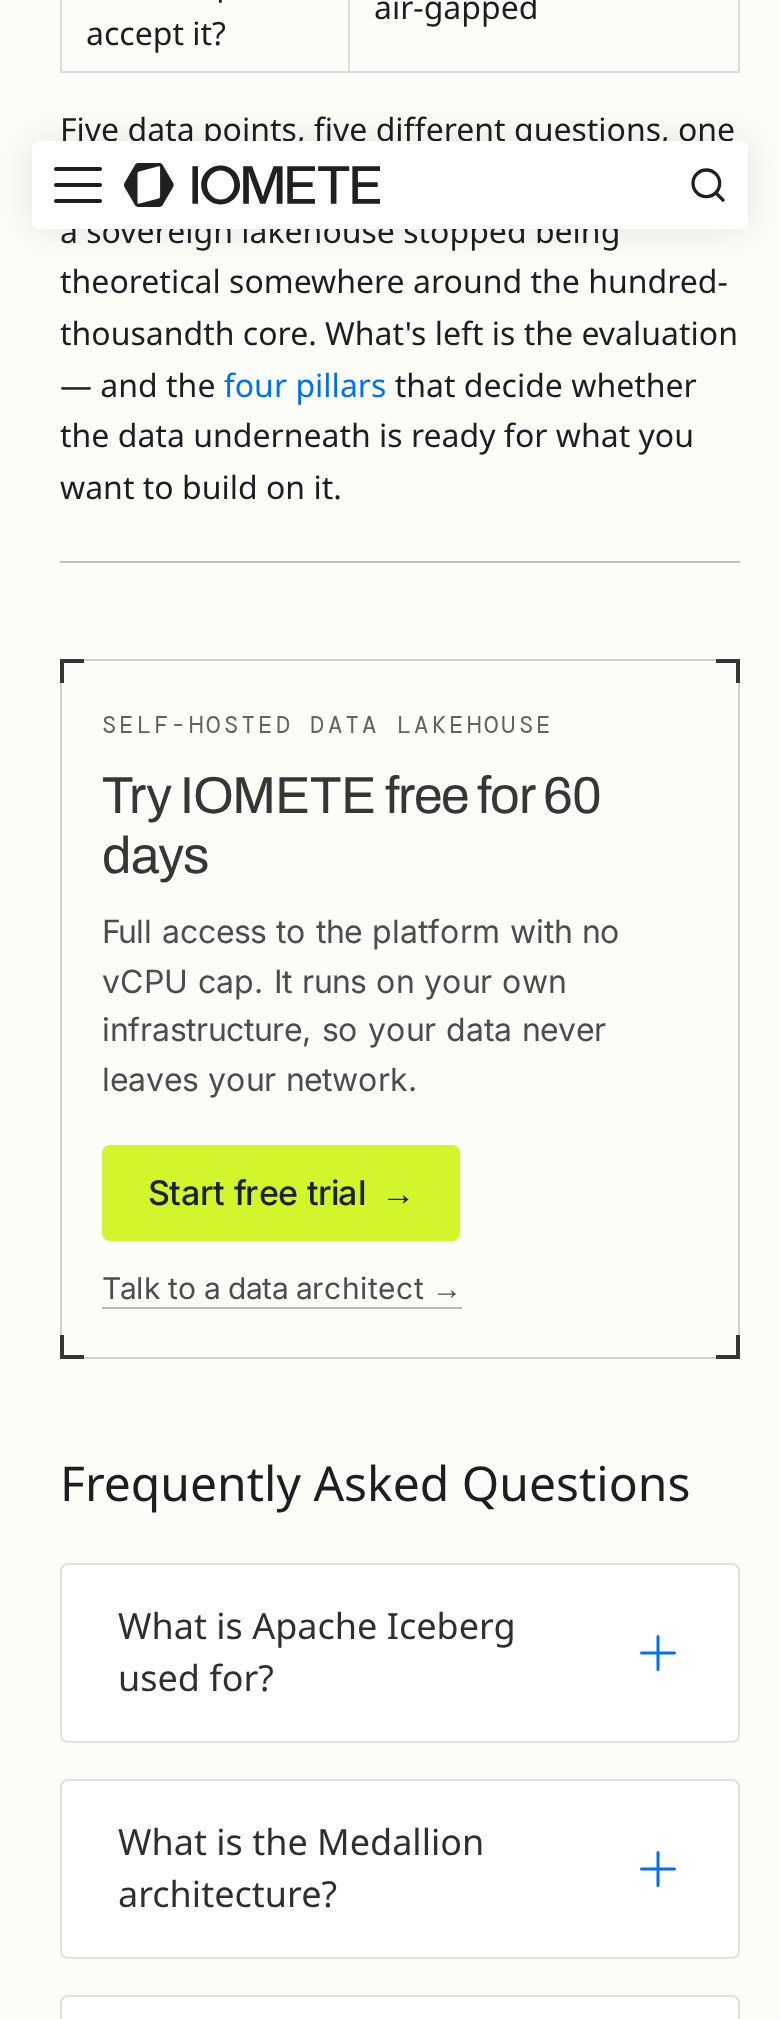 accept it?
air-gapped
Five data points, five different questions, one
IOMETE
a sovereign lakehouse stopped being
theoretical somewhere around the hundred-
thousandth core. What's left is the evaluation
— and the four pillars that decide whether
the data underneath is ready for what you
want to build on it.
SELF-HOSTED DATA LAKEHOUSE
Try IOMETE free for 60
days
Full access to the platform with no
vCPU cap. It runs on your own
infrastructure, so your data never
leaves your network.
Start free trial →
Talk to a data architect →
Frequently Asked Questions
What is Apache Iceberg
used for?
What is the Medallion
architecture?